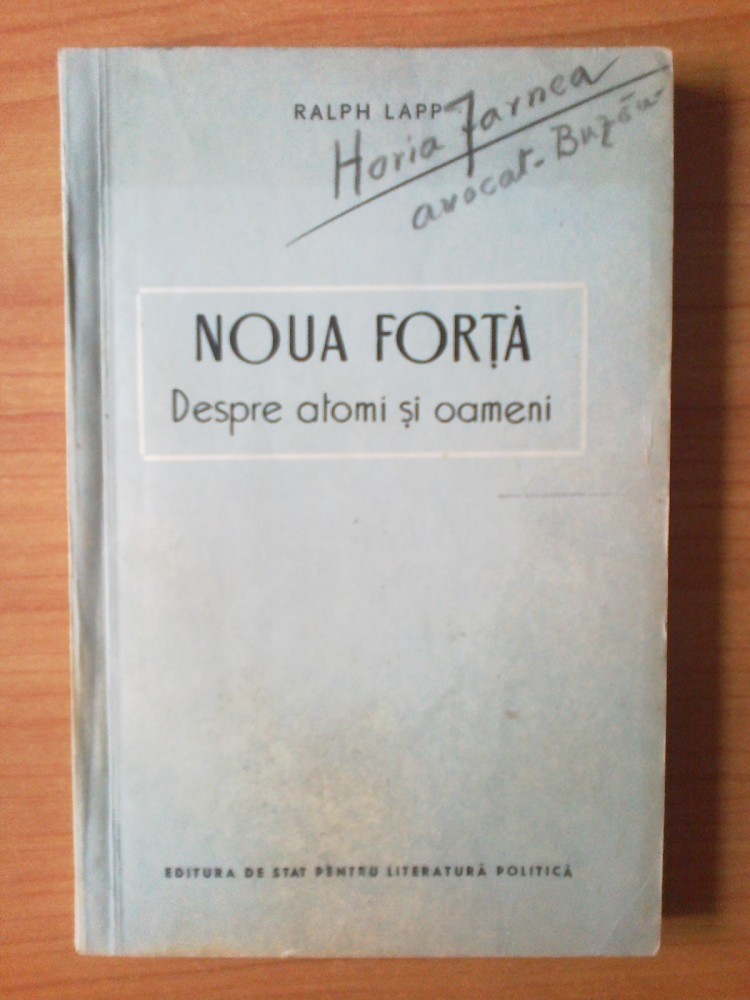 RALPH LAPP
Horia Jarnea
avocat - Buzău
NOUA FORȚĂ
Despre atomi și oameni
EDITURA DE STAT PENTRU LITERATURĂ POLITICĂ